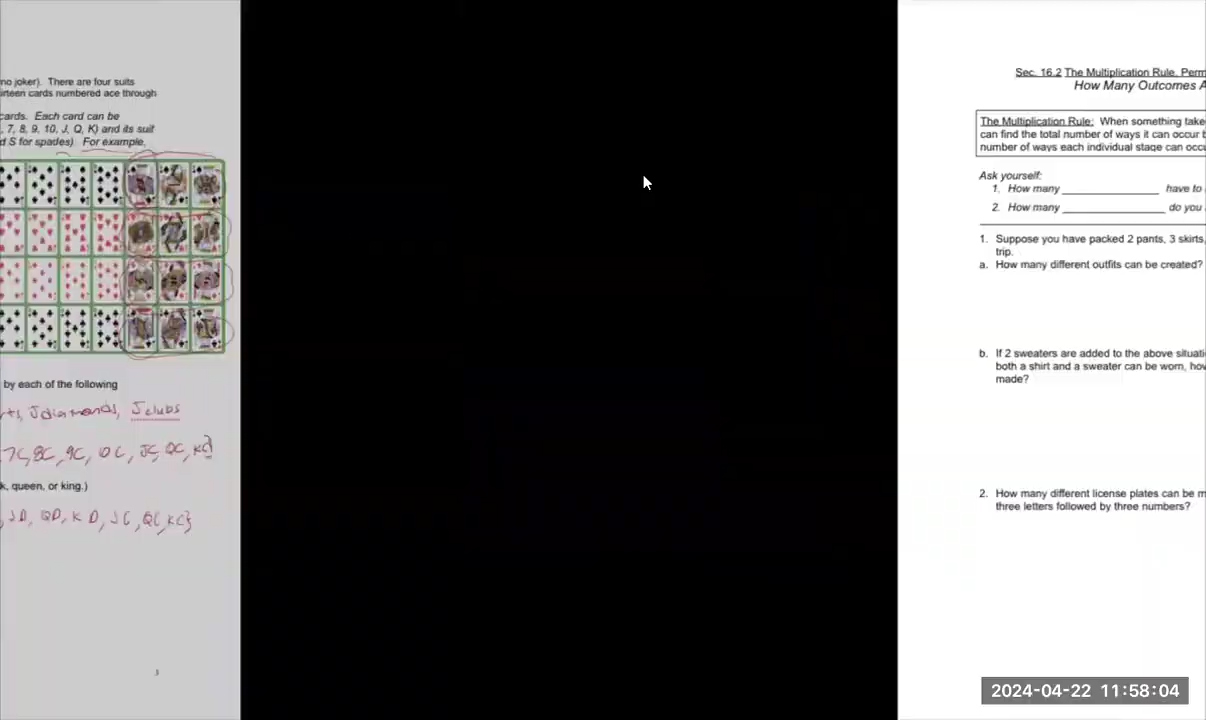 no joker). There are four suits
irteen cards numbered ace through
cards. Each card can be
, 7, 8, 9, 10, J, Q, K) and its suit
d S for spades) For example,
by each of the following
rts, Jdiamonds, Jclubs
7C, 8C, 9C, 10C, JC, QC, KC}
k, queen, or king.)
, JD, QD, KD, JC, QC, KC}
3
Sec. 16.2 The Multiplication Rule, Perm
How Many Outcomes A
The Multiplication Rule: When something take
can find the total number of ways it can occur b
number of ways each individual stage can occu
Ask yourself:
1. How many ____________ have to
2. How many ____________ do you
1. Suppose you have packed 2 pants, 3 skirts,
trip.
a. How many different outfits can be created?
b. If 2 sweaters are added to the above situati
both a shirt and a sweater can be worn, how
made?
2. How many different license plates can be m
three letters followed by three numbers?
2024-04-22 11:58:04